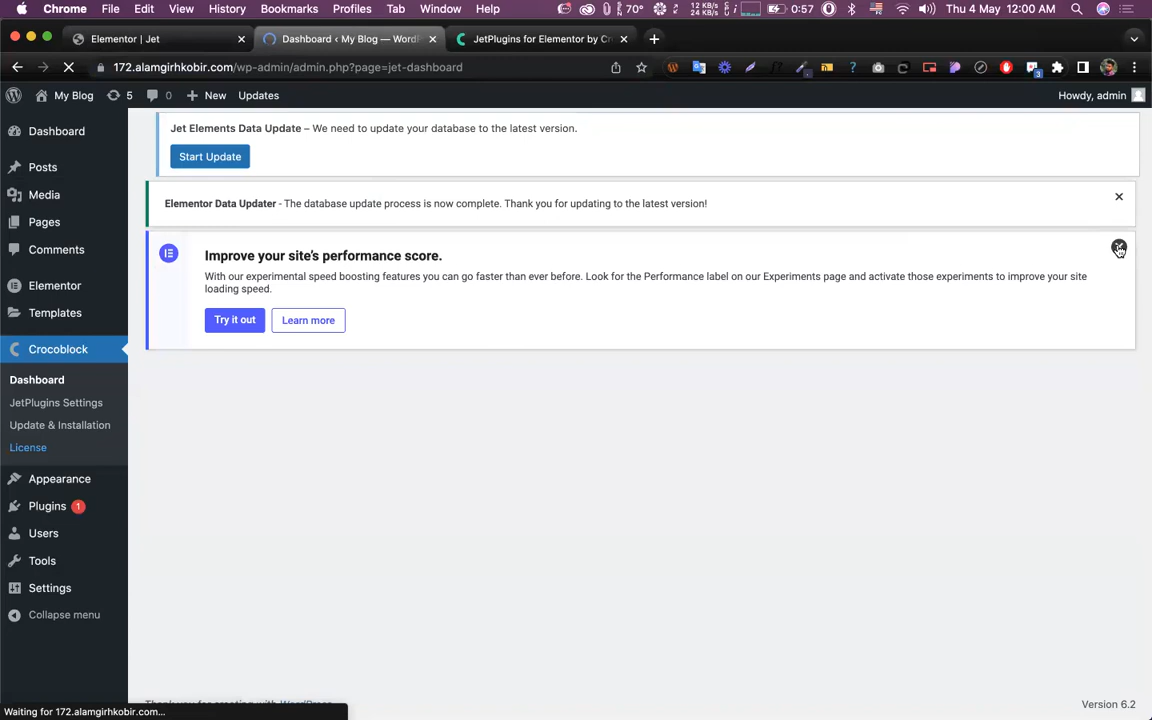 Chrome File Edit View History Bookmarks Profiles Tab Window Help 70° 12 KB/s 24 KB/s 0:57 Thu 4 May 12:00 AM
Elementor | Jet
Dashboard ‹ My Blog — WordP
JetPlugins for Elementor by Cr
172.alamgirhkobir.com/wp-admin/admin.php?page=jet-dashboard
3
My Blog 5 0 New Updates Howdy, admin
Dashboard
Posts
Media
Pages
Comments
Elementor
Templates
Crocoblock
Dashboard
JetPlugins Settings
Update & Installation
License
Appearance
Plugins 1
Users
Tools
Settings
Collapse menu
Jet Elements Data Update – We need to update your database to the latest version.
Start Update
Elementor Data Updater - The database update process is now complete. Thank you for updating to the latest version!
Improve your site's performance score.
With our experimental speed boosting features you can go faster than ever before. Look for the Performance label on our Experiments page and activate those experiments to improve your site
loading speed.
Try it out Learn more
Version 6.2
Waiting for 172.alamgirhkobir.com...